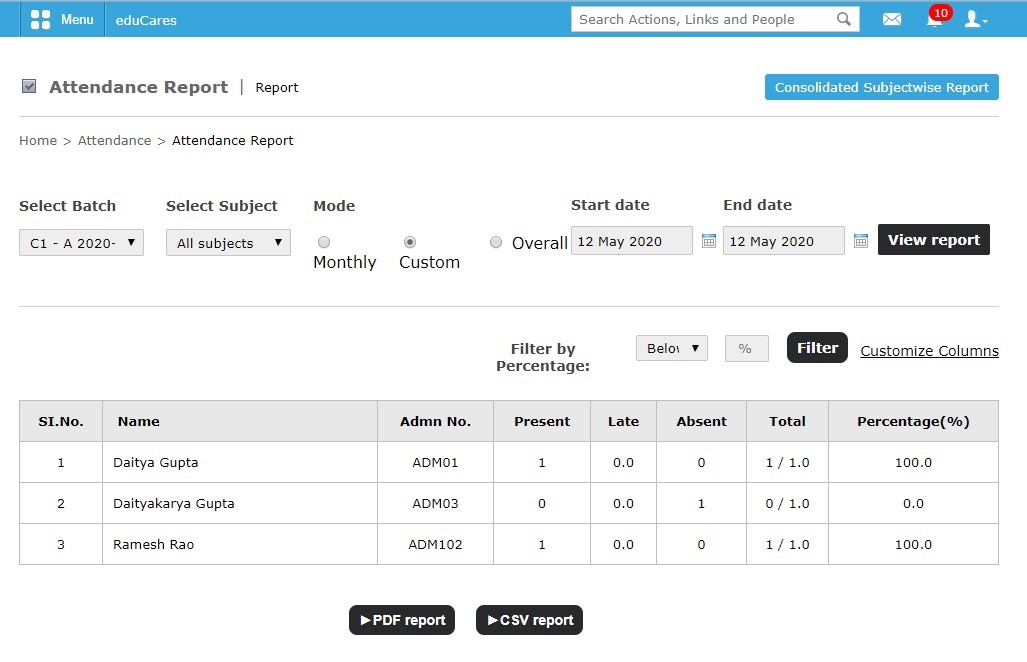 Menu eduCares Search Actions, Links and People 10
Attendance Report | Report Consolidated Subjectwise Report
Home > Attendance > Attendance Report
Select Batch Select Subject Mode Start date End date
C1 - A 2020- All subjects Monthly Custom Overall 12 May 2020 12 May 2020 View report
Filter by Percentage: Below % Filter Customize Columns
SI.No. Name Admn No. Present Late Absent Total Percentage(%)
1 Daitya Gupta ADM01 1 0.0 0 1 / 1.0 100.0
2 Daityakarya Gupta ADM03 0 0.0 1 0 / 1.0 0.0
3 Ramesh Rao ADM102 1 0.0 0 1 / 1.0 100.0
PDF report CSV report